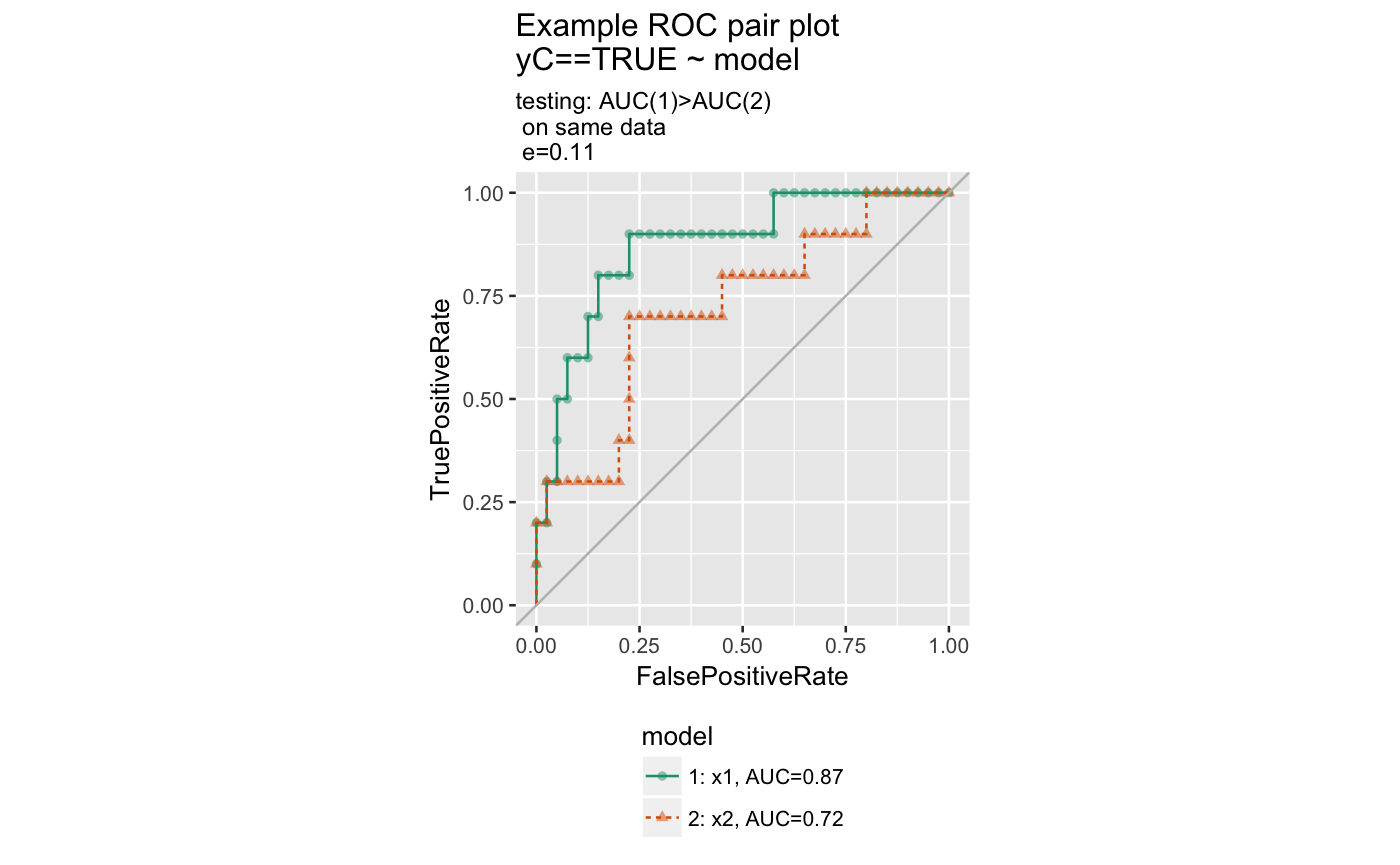 Example ROC pair plot
yC==TRUE ~ model
testing: AUC(1)>AUC(2)
on same data
e=0.11
TruePositiveRate
1.00
0.75
0.50
0.25
0.00
0.00 0.25 0.50 0.75 1.00
FalsePositiveRate
model
1: x1, AUC=0.87
2: x2, AUC=0.72